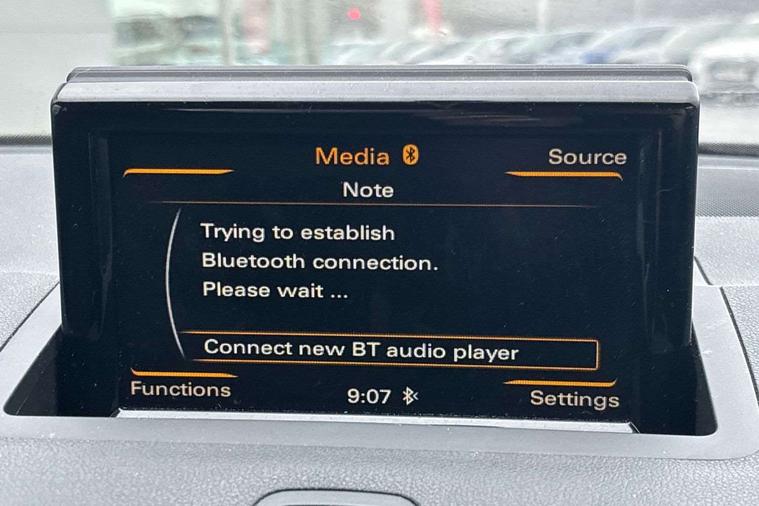 Media
Source
Note
Trying to establish
Bluetooth connection.
Please wait ...
Connect new BT audio player
Functions
9:07
Settings